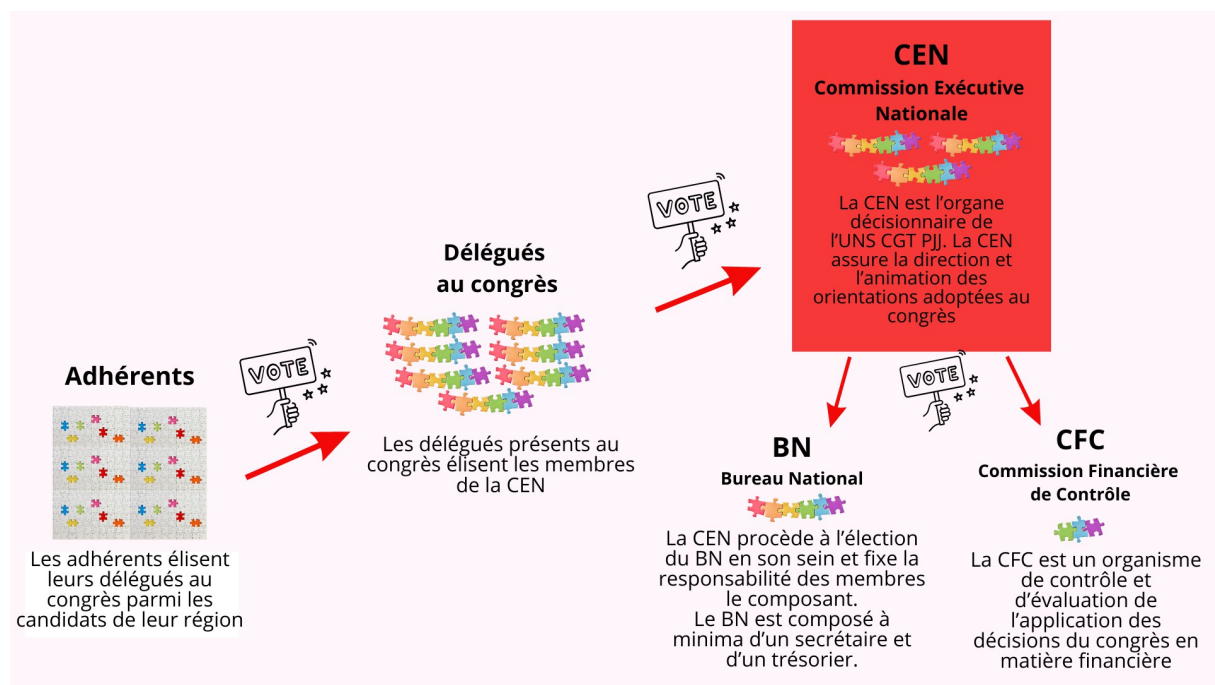 Adhérents
Les adhérents élisent
leurs délégués au
congrès parmi les
candidats de leur région
VOTE
Délégués
au congrès
Les délégués présents au
congrès élisent les membres
de la CEN
VOTE
CEN
Commission Exécutive
Nationale
La CEN est l’organe
décisionnaire de
l’UNS CGT PJJ. La CEN
assure la direction et
l’animation des
orientations adoptées au
congrès
VOTE
BN
Bureau National
La CEN procède à l’élection
du BN en son sein et fixe la
responsabilité des membres
le composant.
Le BN est composé à
minima d’un secrétaire et
d’un trésorier.
CFC
Commission Financière
de Contrôle
La CFC est un organisme
de contrôle et
d’évaluation de
l’application des
décisions du congrès en
matière financière